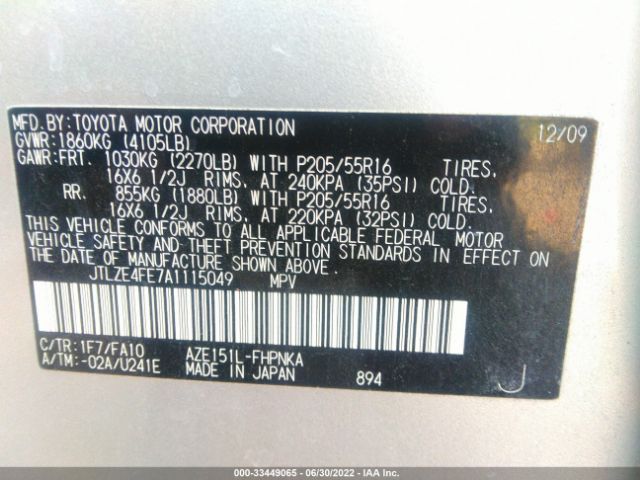 MFD. BY: TOYOTA MOTOR CORPORATION 12/09
GVWR: 1860KG (4105LB)
GAWR: FRT. 1030KG (2270LB) WITH P205/55R16 TIRES,
16X6 1/2J RIMS, AT 240KPA (35PSI) COLD.
RR. 855KG (1880LB) WITH P205/55R16 TIRES,
16X6 1/2J RIMS, AT 220KPA (32PSI) COLD.
THIS VEHICLE CONFORMS TO ALL APPLICABLE FEDERAL MOTOR
VEHICLE SAFETY AND THEFT PREVENTION STANDARDS IN EFFECT ON
THE DATE OF MANUFACTURE SHOWN ABOVE.
JTLZE4FE7A1115049 MPV
C/TR: 1F7/FA10 AZE151L-FHPNKA
A/TM: -02A/U241E MADE IN JAPAN 894 J
000-33449065 - 06/30/2022 - IAA Inc.